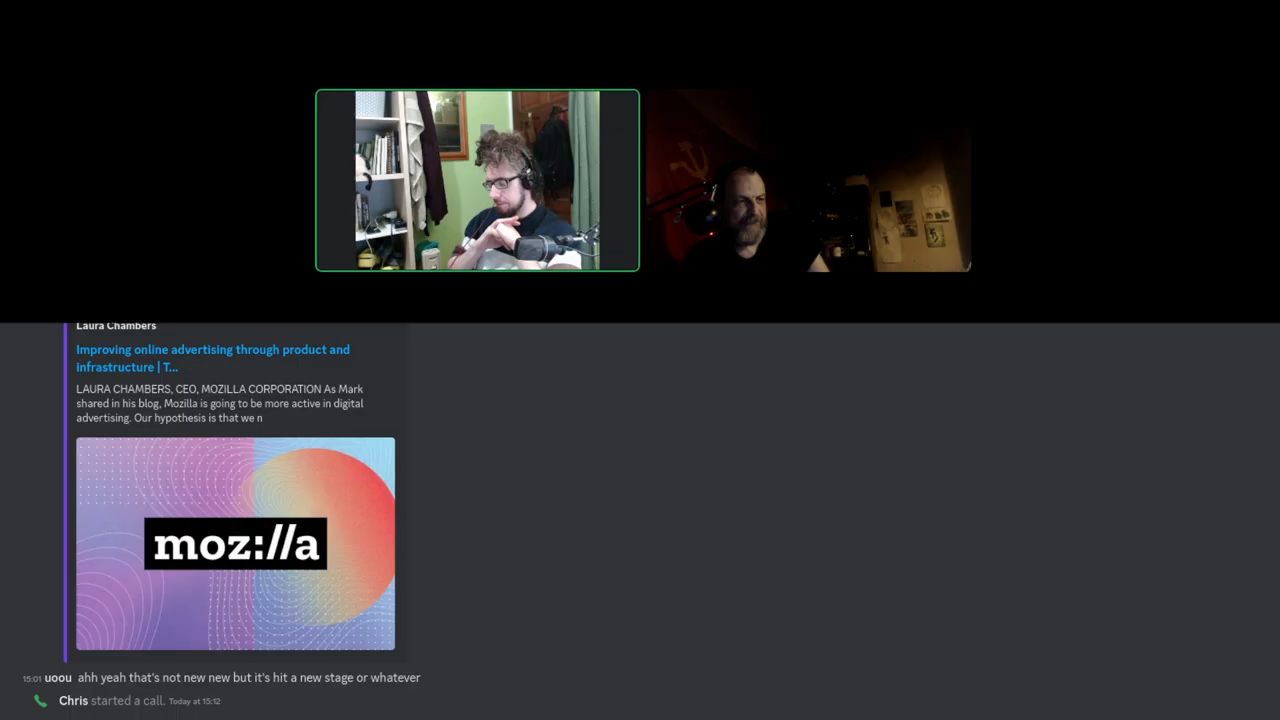 Laura Chambers
Improving online advertising through product and
infrastructure | T...
LAURA CHAMBERS, CEO, MOZILLA CORPORATION As Mark
shared in his blog, Mozilla is going to be more active in digital
advertising. Our hypothesis is that we n
moz://a
15:01 uoou ahh yeah that's not new new but it's hit a new stage or whatever
Chris started a call. Today at 15:12